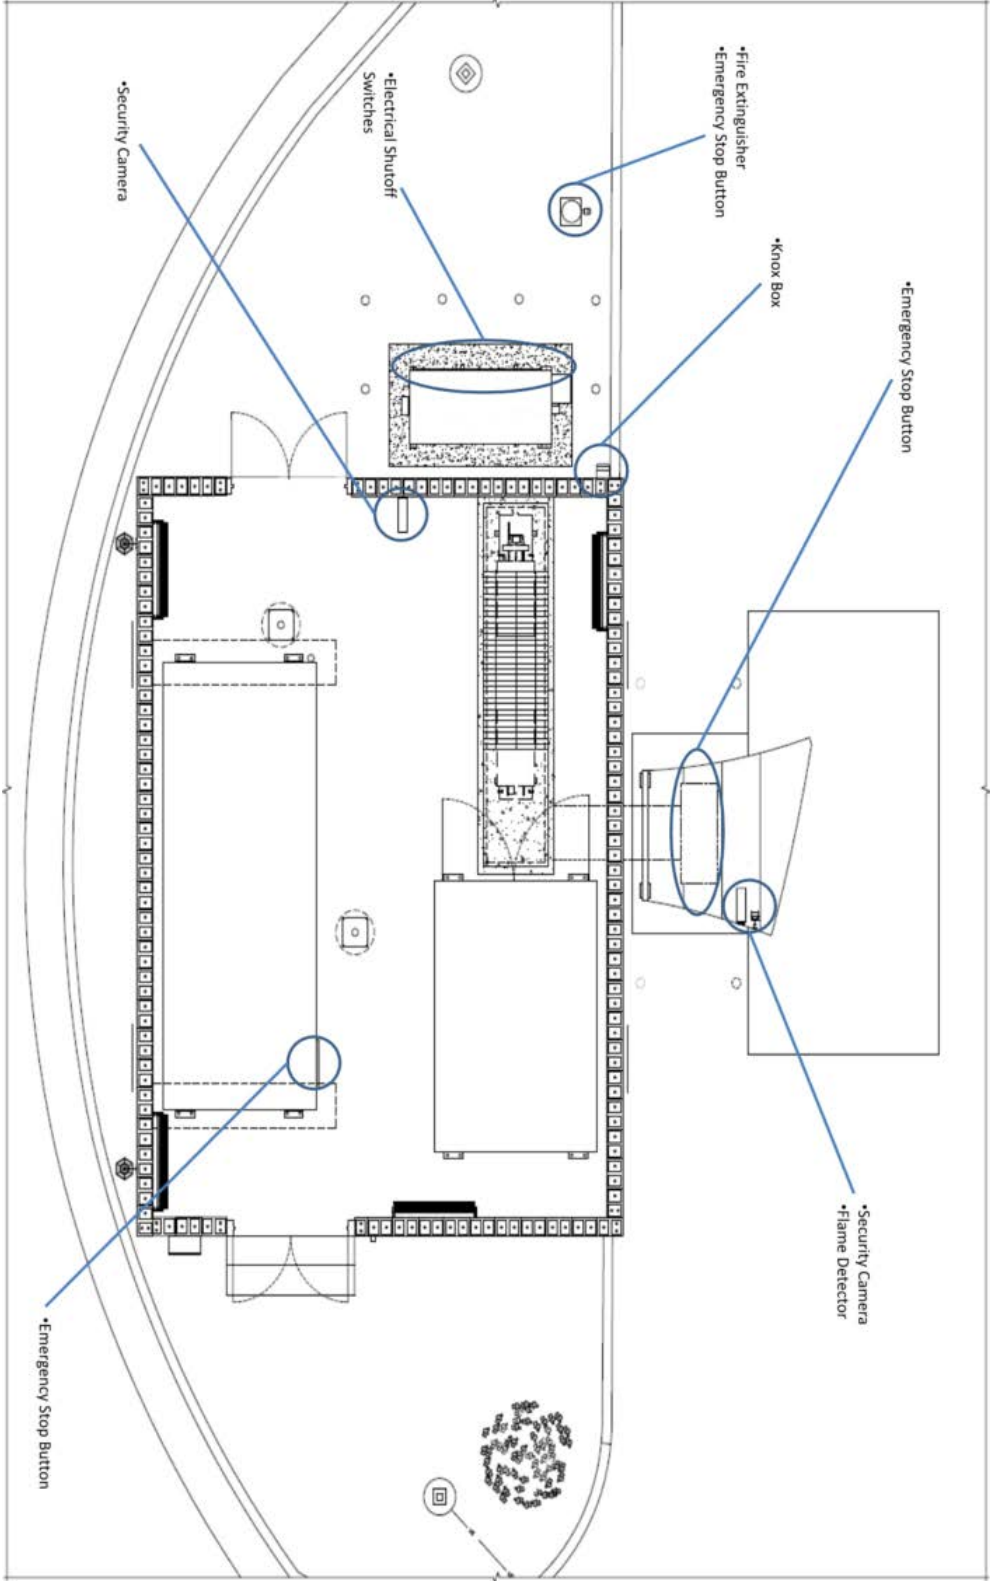 •Fire Extinguisher
•Emergency Stop Button
•Knox Box
•Emergency Stop Button
•Electrical Shutoff
Switches
•Security Camera
•Security Camera
•Flame Detector
•Emergency Stop Button